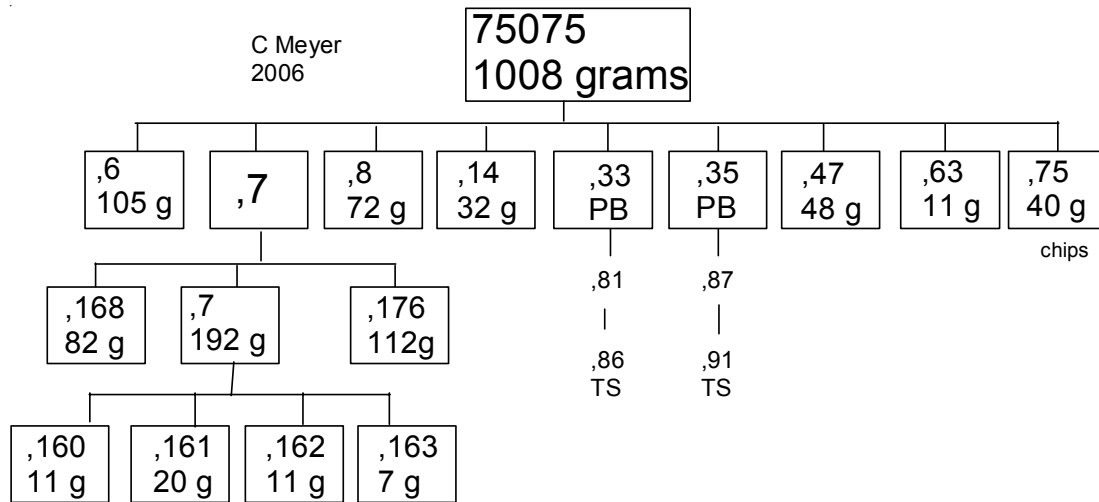 C Meyer
2006
75075
1008 grams
,6
105 g
,7
,8
72 g
,14
32 g
,33
PB
,35
PB
,47
48 g
,63
11 g
,75
40 g
chips
,81
,86
TS
,87
,91
TS
,168
82 g
,7
192 g
,176
112g
,160
11 g
,161
20 g
,162
11 g
,163
7 g